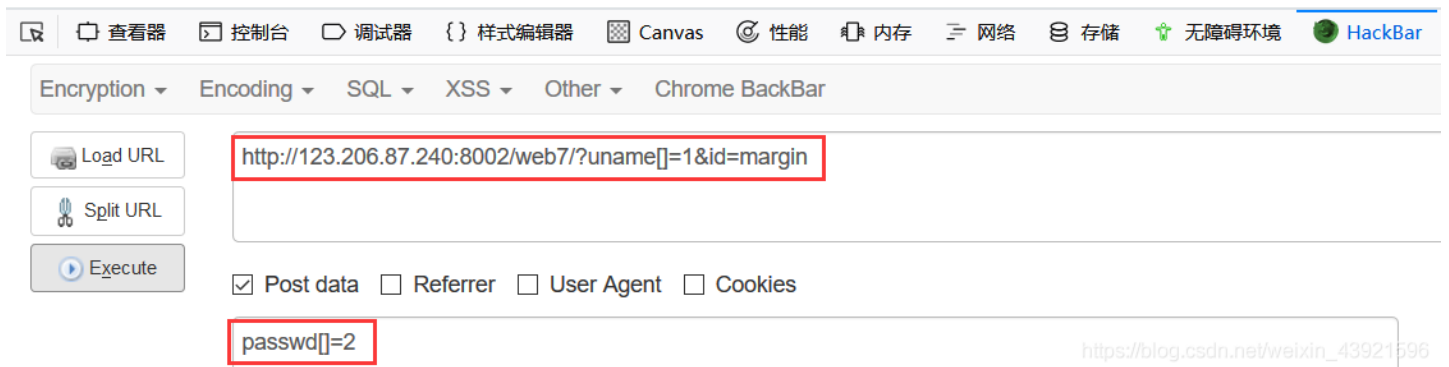 查看器 控制台 调试器 {} 样式编辑器 Canvas 性能 内存 网络 存储 无障碍环境 HackBar
Encryption Encoding SQL XSS Other Chrome BackBar
Load URL
http://123.206.87.240:8002/web7/?uname[]=1&id=margin
Split URL
Execute
Post data Referrer User Agent Cookies
passwd[]=2
https://blog.csdn.net/weixin_43921596